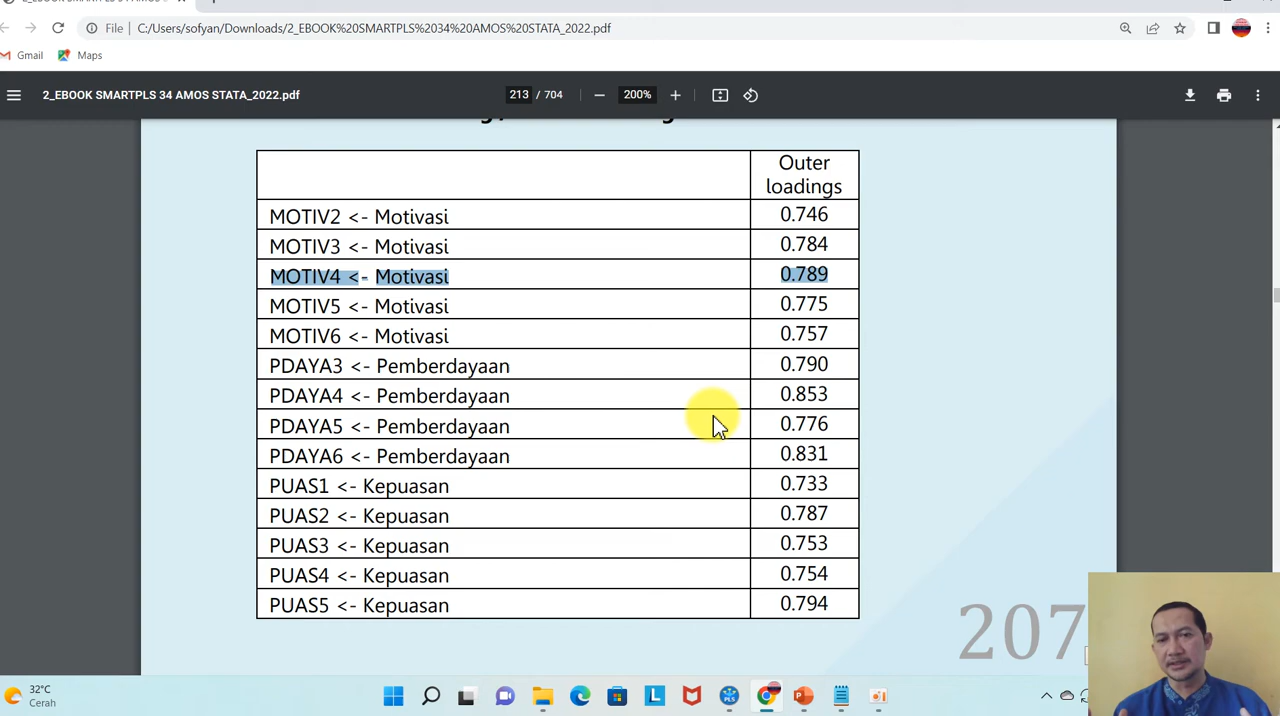 File
C:/Users/sofyan/Downloads/2_EBOOK%20SMARTPLS%2034%20AMOS%20STATA_2022.pdf
Gmail
Maps
2_EBOOK SMARTPLS 34 AMOS STATA_2022.pdf
213 / 704
200%
Outer
loadings
MOTIV2 <- Motivasi 0.746
MOTIV3 <- Motivasi 0.784
MOTIV4 <- Motivasi 0.789
MOTIV5 <- Motivasi 0.775
MOTIV6 <- Motivasi 0.757
PDAYA3 <- Pemberdayaan 0.790
PDAYA4 <- Pemberdayaan 0.853
PDAYA5 <- Pemberdayaan 0.776
PDAYA6 <- Pemberdayaan 0.831
PUAS1 <- Kepuasan 0.733
PUAS2 <- Kepuasan 0.787
PUAS3 <- Kepuasan 0.753
PUAS4 <- Kepuasan 0.754
PUAS5 <- Kepuasan 0.794
207
32°C
Cerah